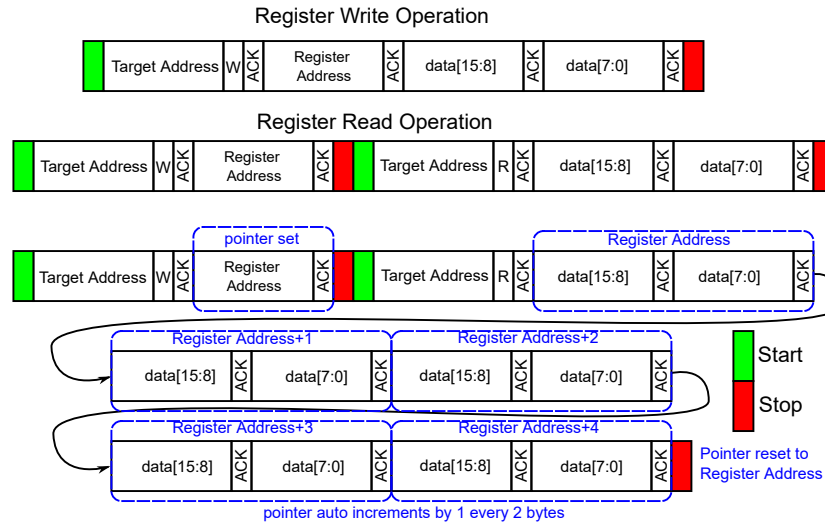 Register Write Operation
Target Address W ACK Register Address ACK data[15:8] ACK data[7:0] ACK
Register Read Operation
Target Address W ACK Register Address ACK Target Address R ACK data[15:8] ACK data[7:0] ACK
pointer set Register Address
Target Address W ACK Register Address ACK Target Address R ACK data[15:8] ACK data[7:0] ACK
Register Address+1 Register Address+2
data[15:8] ACK data[7:0] ACK data[15:8] ACK data[7:0] ACK
Start
Stop
Register Address+3 Register Address+4
data[15:8] ACK data[7:0] ACK data[15:8] ACK data[7:0] ACK
Pointer reset to
Register Address
pointer auto increments by 1 every 2 bytes